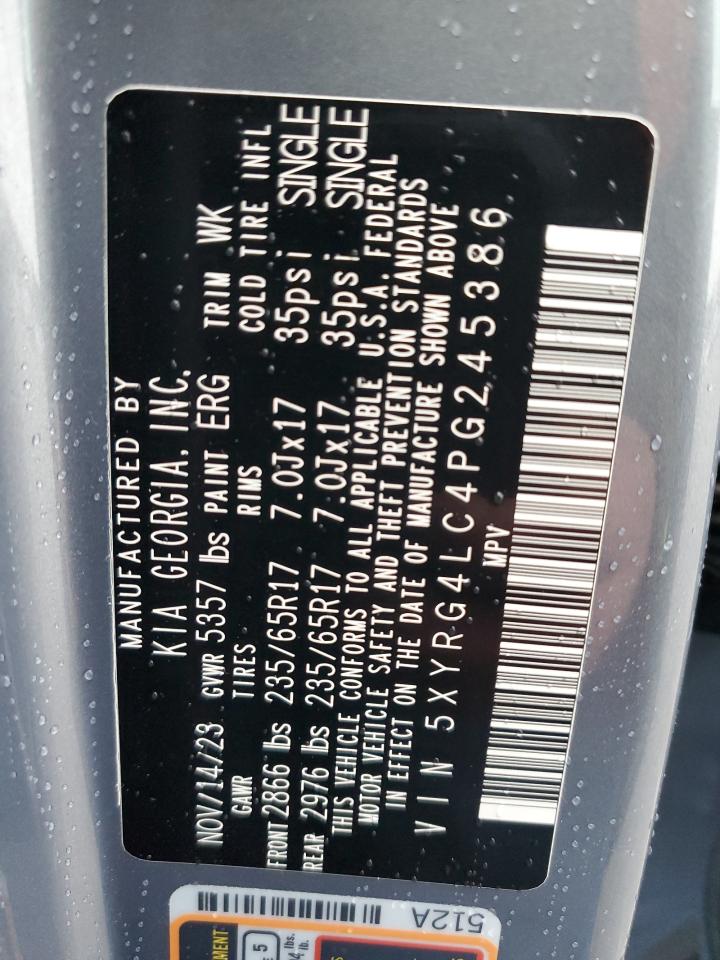 MANUFACTURED BY
KIA GEORGIA, INC.
NOV/14/23 GVWR 5357 lbs PAINT ERG TRIM WK
GAWR TIRES RIMS COLD TIRE INFL
FRONT 2866 lbs 235/65R17 7.0Jx17 35psi SINGLE
REAR 2976 lbs 235/65R17 7.0Jx17 35psi SINGLE
THIS VEHICLE CONFORMS TO ALL APPLICABLE U.S.A. FEDERAL
MOTOR VEHICLE SAFETY AND THEFT PREVENTION STANDARDS
IN EFFECT ON THE DATE OF MANUFACTURE SHOWN ABOVE
VIN 5XYRG4LC4PG245386
MPV
512A
5
lbs.
lb.